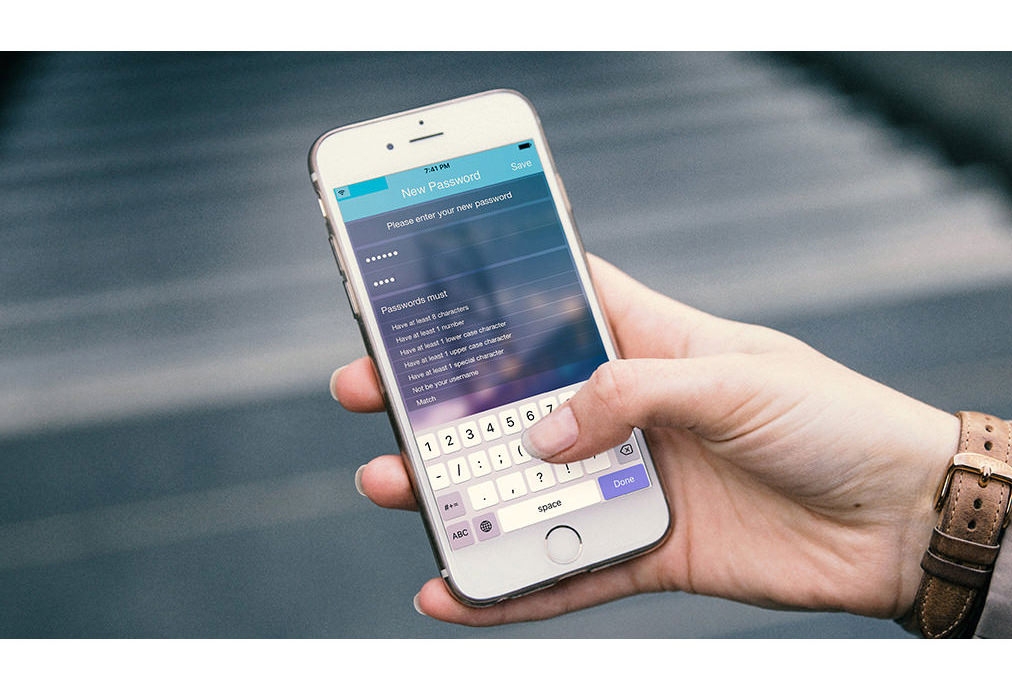 7:41 PM
New Password
Save
Please enter your new password
••••••
••••
Passwords must
Have at least 8 characters
Have at least 1 number
Have at least 1 lower case character
Have at least 1 upper case character
Have at least 1 special character
Not be your username
Match
1 2 3 4 5 6 7
- / : ; (
#+= . , ? !
ABC space Done